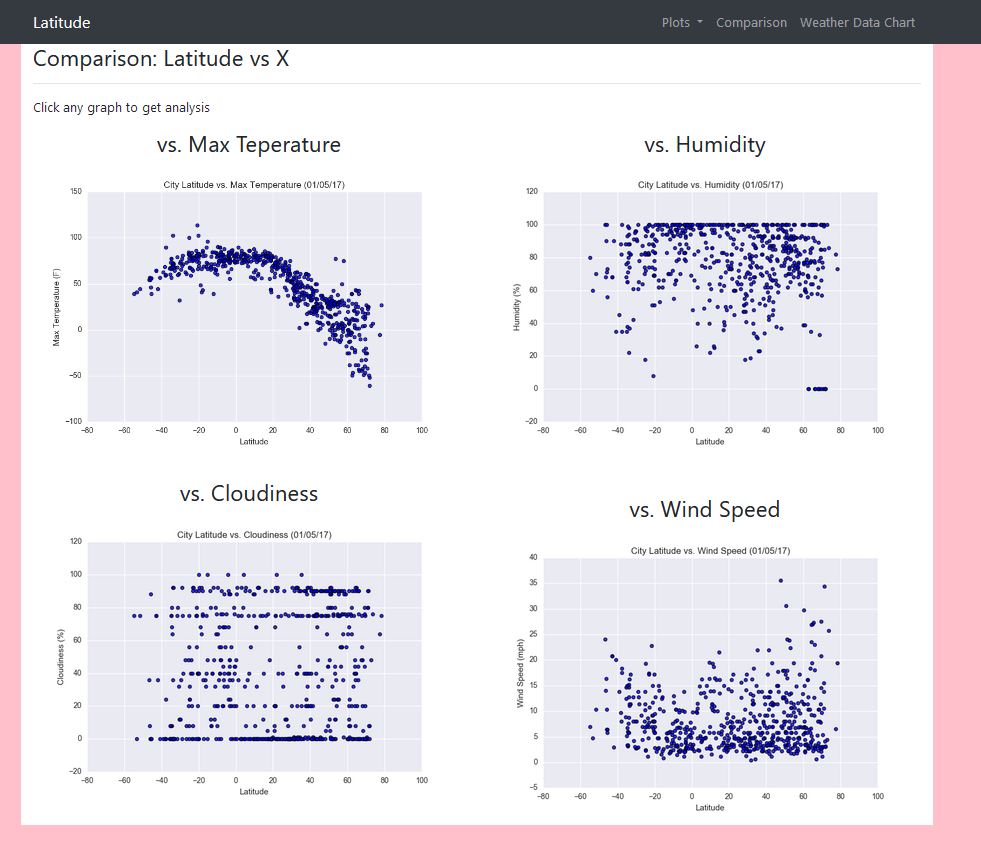 Latitude
Plots Comparison Weather Data Chart
Comparison: Latitude vs X
Click any graph to get analysis
vs. Max Teperature
City Latitude vs. Max Temperature (01/05/17)
Max Temperature (F)
150
100
50
0
−50
−100
−80 −60 −40 −20 0 20 40 60 80 100
Latitude
vs. Humidity
City Latitude vs. Humidity (01/05/17)
Humidity (%)
120
100
80
60
40
20
0
−20
−80 −60 −40 −20 0 20 40 60 80 100
Latitude
vs. Cloudiness
City Latitude vs. Cloudiness (01/05/17)
Cloudiness (%)
120
100
80
60
40
20
0
−20
−80 −60 −40 −20 0 20 40 60 80 100
Latitude
vs. Wind Speed
City Latitude vs. Wind Speed (01/05/17)
Wind Speed (mph)
40
35
30
25
20
15
10
5
0
−5
−80 −60 −40 −20 0 20 40 60 80 100
Latitude